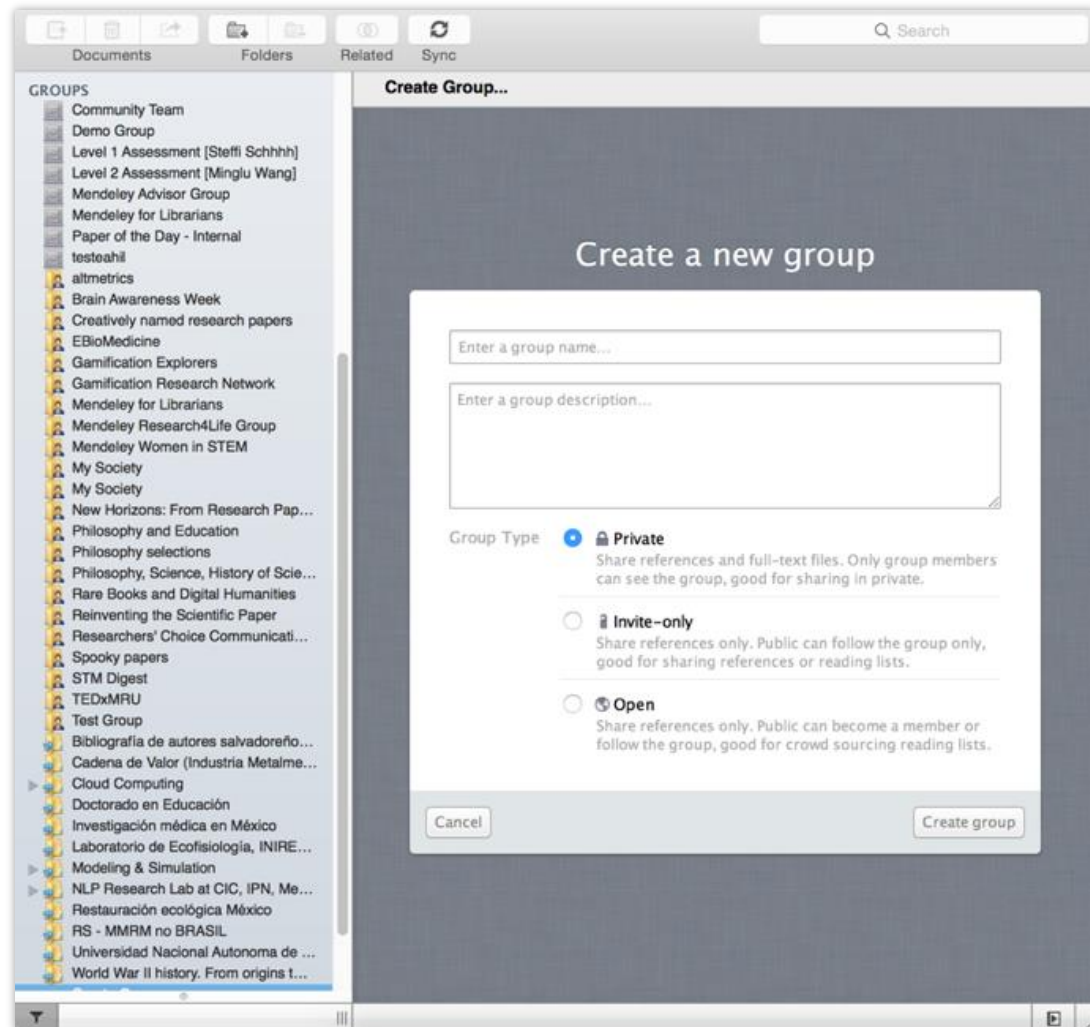 Documents
Folders
Related
Sync
Search
GROUPS
Community Team
Demo Group
Level 1 Assessment [Steffi Schhhh]
Level 2 Assessment [Minglu Wang]
Mendeley Advisor Group
Mendeley for Librarians
Paper of the Day - Internal
testeahil
altmetrics
Brain Awareness Week
Creatively named research papers
EBioMedicine
Gamification Explorers
Gamification Research Network
Mendeley for Librarians
Mendeley Research4Life Group
Mendeley Women in STEM
My Society
My Society
New Horizons: From Research Pap...
Philosophy and Education
Philosophy selections
Philosophy, Science, History of Scie...
Rare Books and Digital Humanities
Reinventing the Scientific Paper
Researchers' Choice Communicati...
Spooky papers
STM Digest
TEDxMRU
Test Group
Bibliografía de autores salvadoreño...
Cadena de Valor (Industria Metalme...
Cloud Computing
Doctorado en Educación
Investigación médica en México
Laboratorio de Ecofisiología, INIRE...
Modeling & Simulation
NLP Research Lab at CIC, IPN, Me...
Restauración ecológica México
RS - MMRM no BRASIL
Universidad Nacional Autonoma de ...
World War II history. From origins t...
Create Group...
Create a new group
Enter a group name...
Enter a group description...
Group Type
Private
Share references and full-text files. Only group members
can see the group, good for sharing in private.
Invite-only
Share references only. Public can follow the group only,
good for sharing references or reading lists.
Open
Share references only. Public can become a member or
follow the group, good for crowd sourcing reading lists.
Cancel
Create group